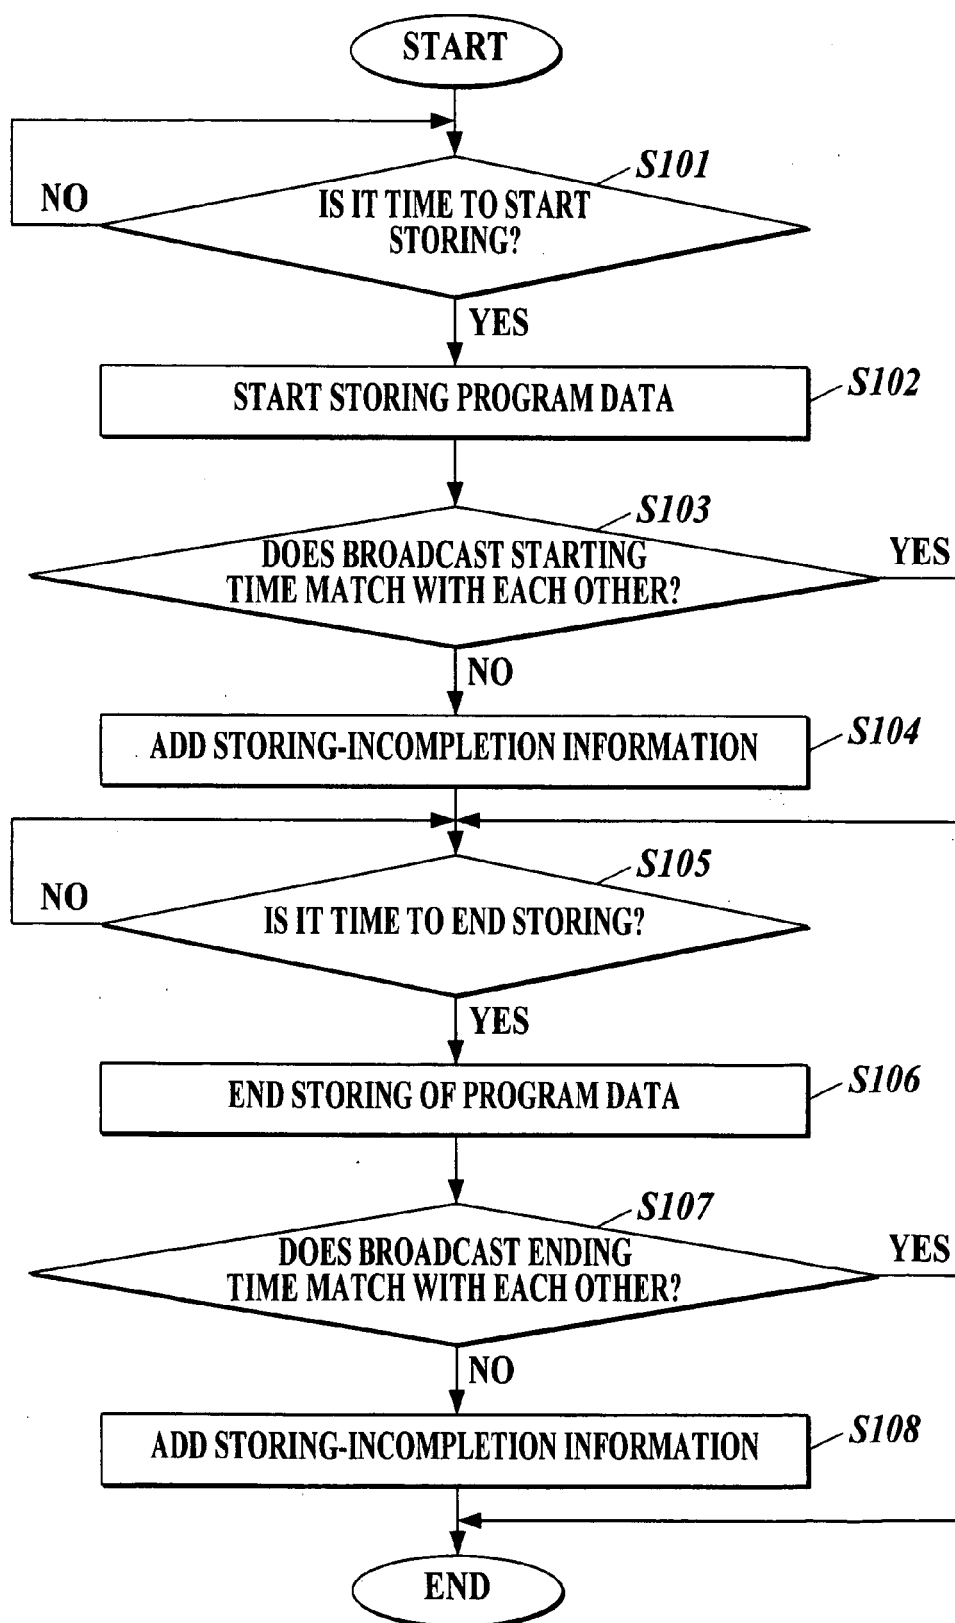 START
S101
NO
IS IT TIME TO START
STORING?
YES
START STORING PROGRAM DATA
S102
S103
DOES BROADCAST STARTING
TIME MATCH WITH EACH OTHER?
YES
NO
ADD STORING-INCOMPLETION INFORMATION
S104
S105
NO
IS IT TIME TO END STORING?
YES
END STORING OF PROGRAM DATA
S106
S107
DOES BROADCAST ENDING
TIME MATCH WITH EACH OTHER?
YES
NO
ADD STORING-INCOMPLETION INFORMATION
S108
END